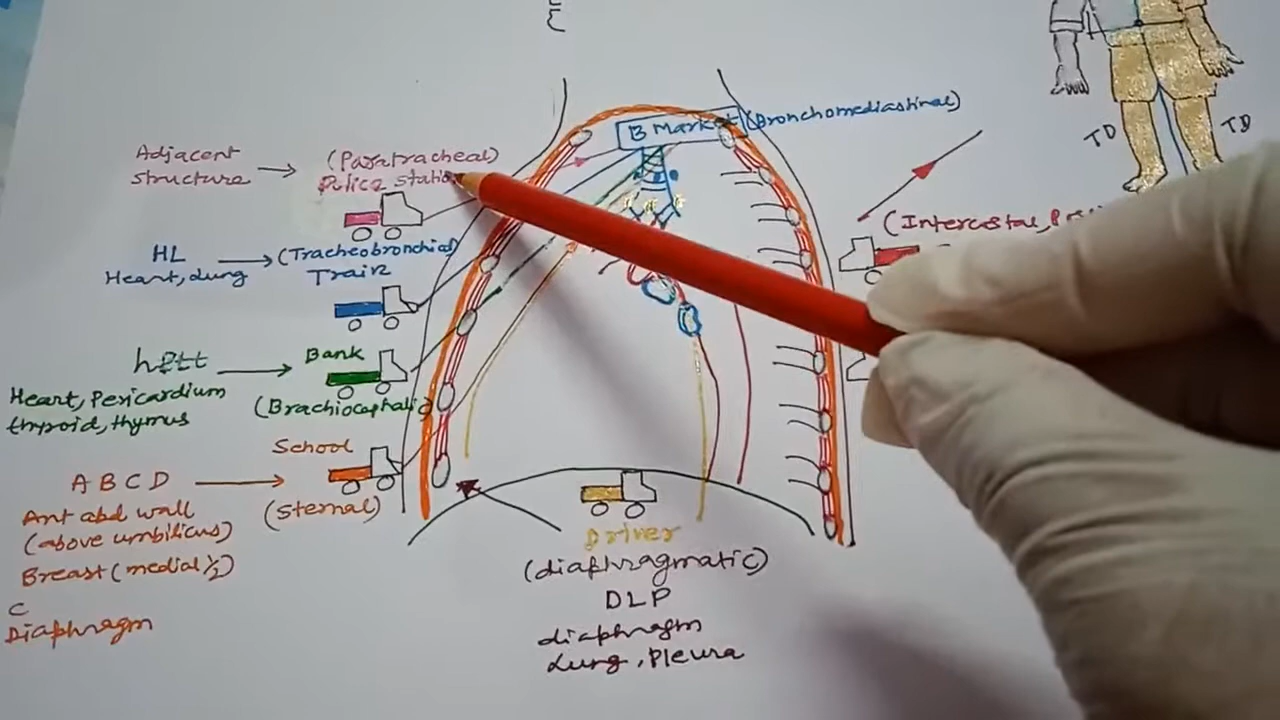 B Market (Bronchomediastinal)
Adjacent structure → (Paratracheal) Police statio
HL → (Tracheobronchial)
Heart, Lung Train
hPtt → Bank
Heart, Pericardium (Brachiocephalic)
thyroid, thymus
School
A B C D → (Sternal)
Ant abd wall
(above umbilicus)
Breast (medial ½)
C
Diaphragm
Driver
(diaphragmatic)
DLP
diaphragm
Lung, Pleura
(Intercostal,
TD
TD